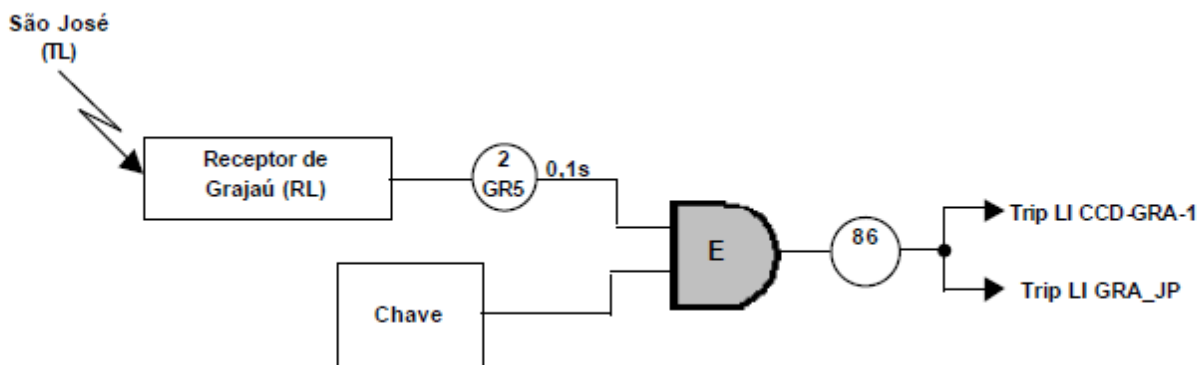 São José
(TL)
Receptor de
Grajaú (RL)
2
GR5
0,1s
E
86
Trip LI CCD-GRA-1
Trip LI GRA_JP
Chave